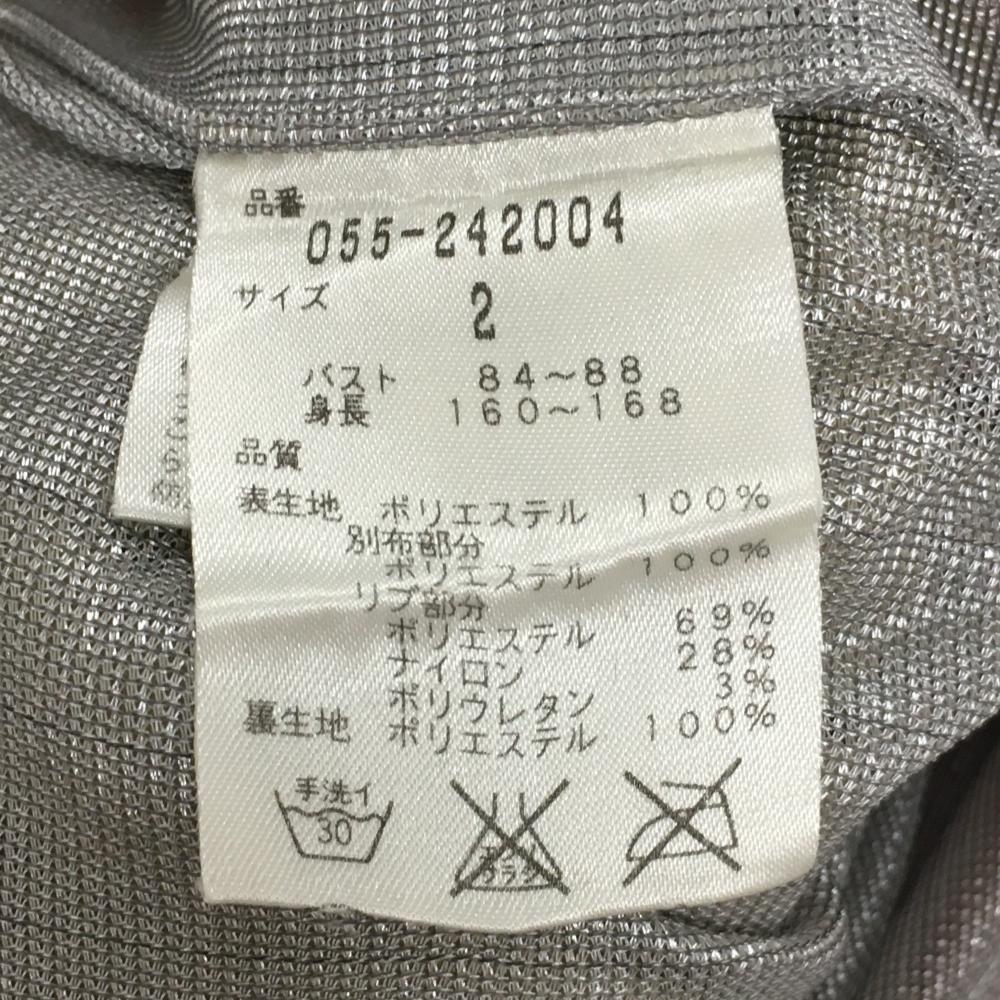 品番 055-242004
サイズ 2
バスト 84～88
身長 160～168
品質
表生地 ポリエステル 100%
別布部分
ポリエステル 100%
リブ部分
ポリエステル 69%
ナイロン 28%
ポリウレタン 3%
裏生地 ポリエステル 100%
手洗イ
30